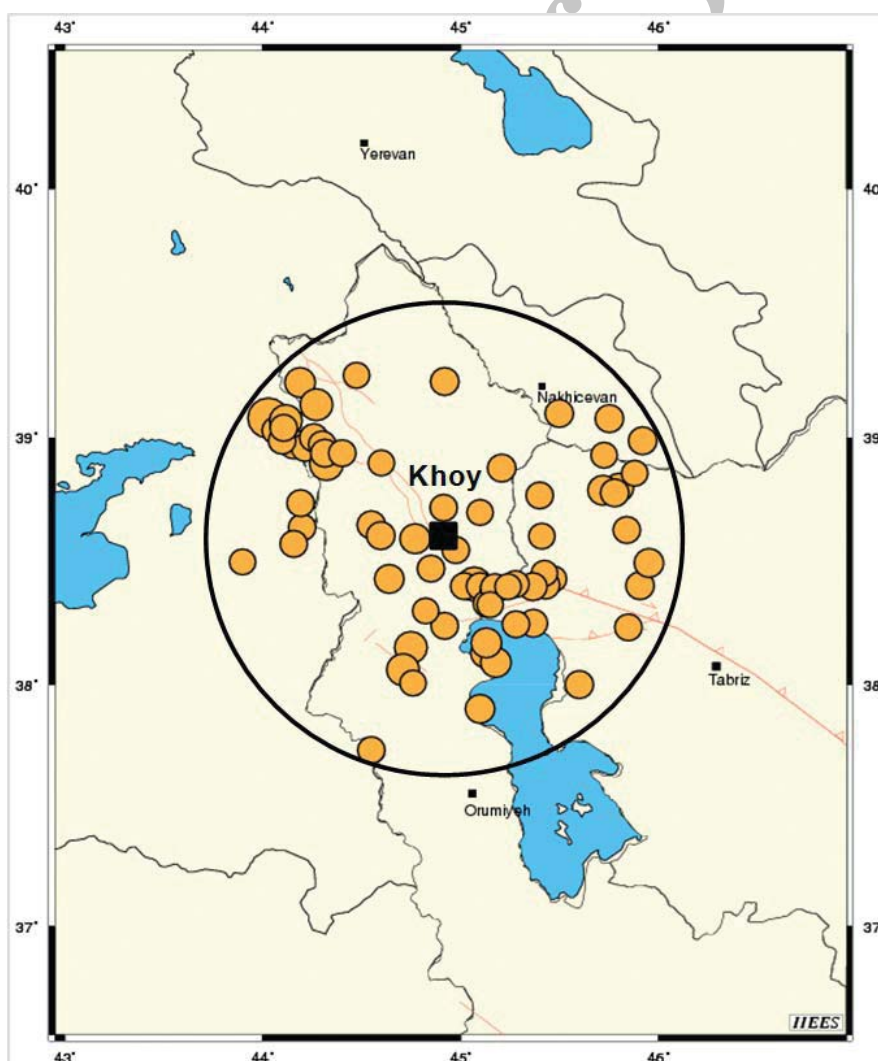 43˚ 44˚ 45˚ 46˚
Yerevan
40˚ 40
Nakhicevan
39˚ 39
Khoy
38˚ 38
Tabriz
Orumiyeh
37˚ 37
IIEES
43˚ 44˚ 45˚ 46˚